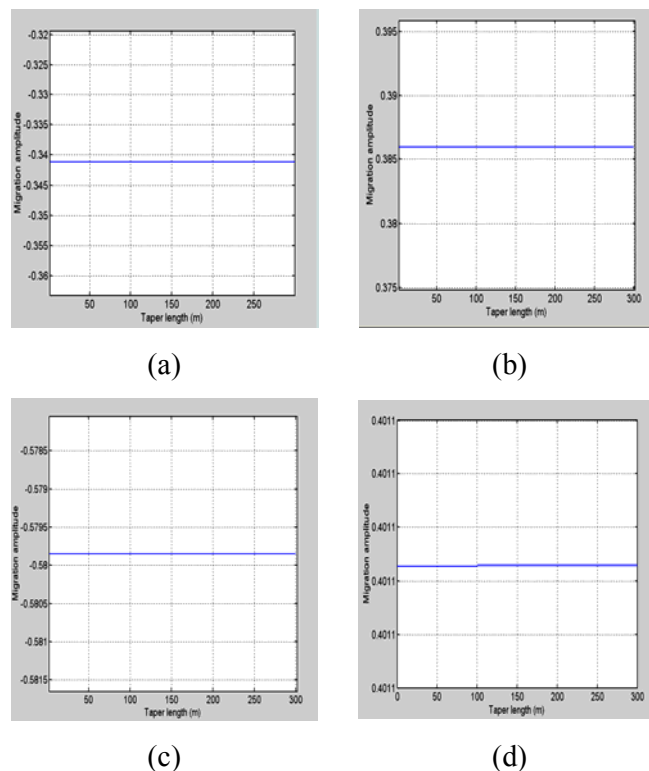 -0.32
-0.325
-0.33
-0.335
-0.34
-0.345
-0.35
-0.355
-0.36
Migration amplitude
50 100 150 200 250
Taper length (m)
(a)
0.395
0.39
0.385
0.38
0.375
Migration amplitude
50 100 150 200 250 300
Taper length (m)
(b)
-0.5785
-0.579
-0.5795
-0.58
-0.5805
-0.581
-0.5815
Migration amplitude
50 100 150 200 250 300
Taper length (m)
(c)
0.4011
0.4011
0.4011
0.4011
0.4011
0.4011
Migration amplitude
0 50 100 150 200 250 300
Taper length (m)
(d)